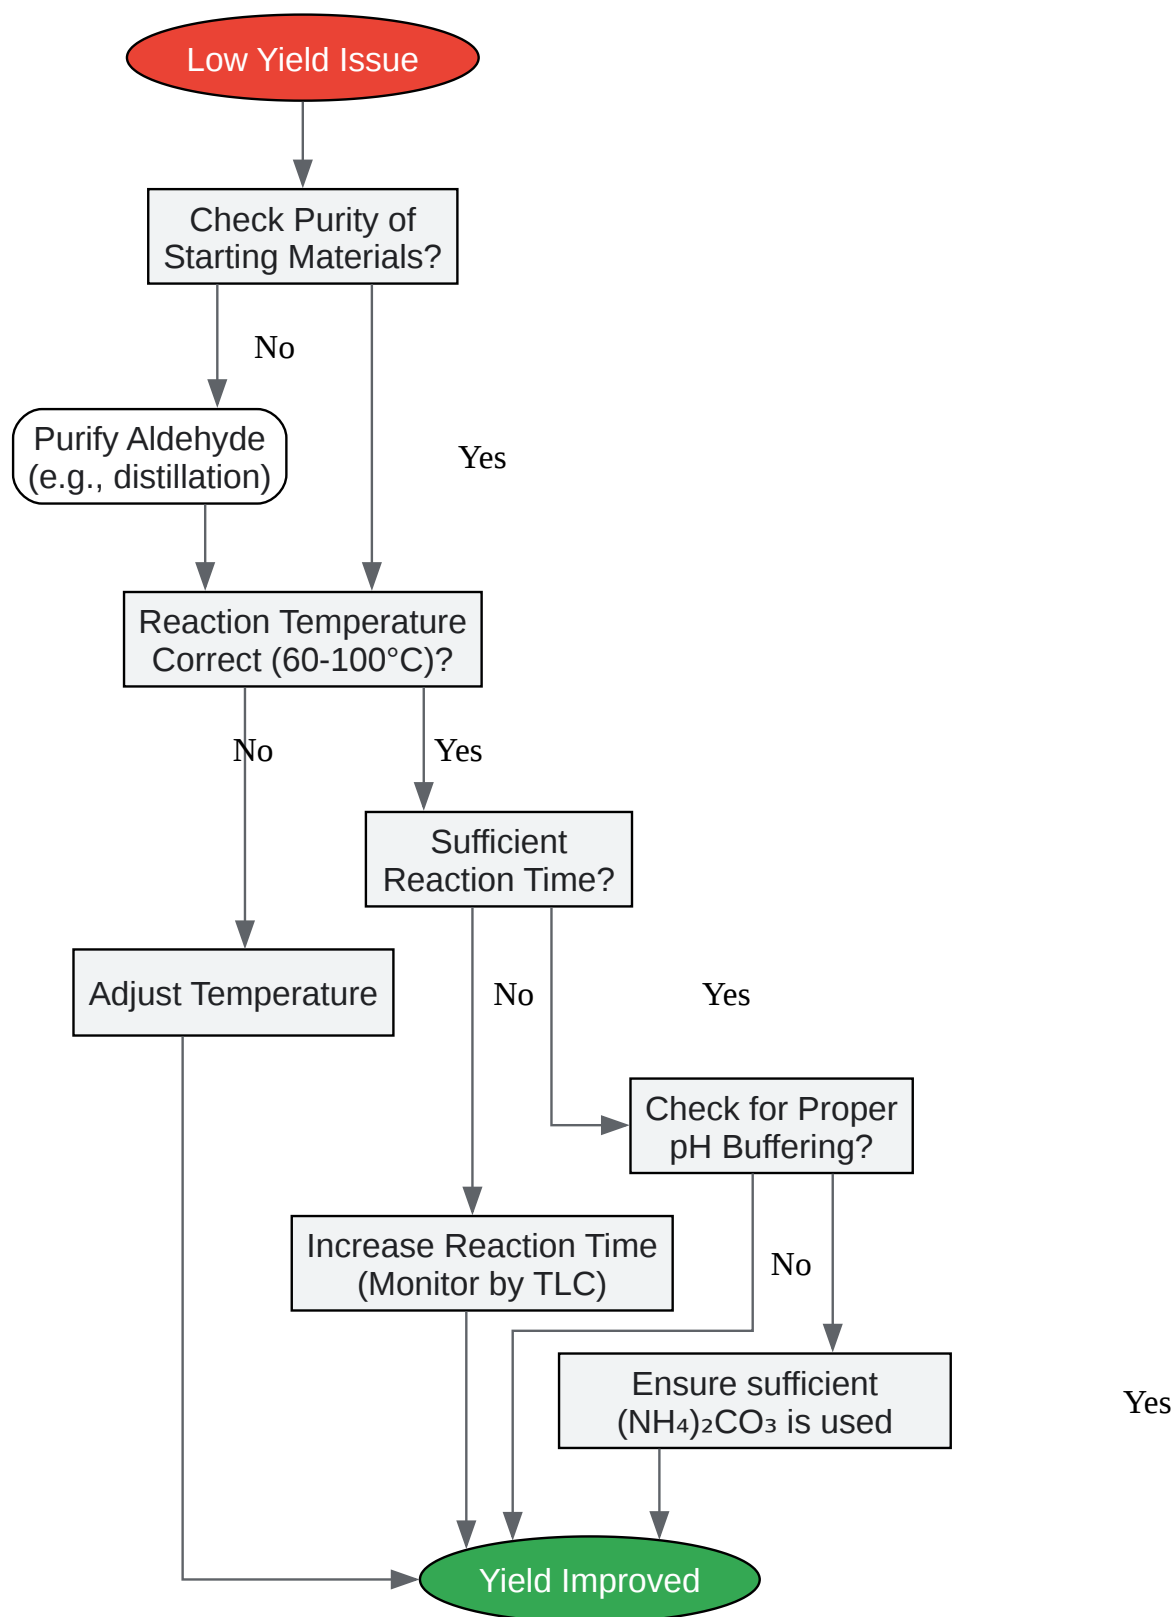 Low Yield Issue
Check Purity of
Starting Materials?
No
Purify Aldehyde
(e.g., distillation)
Yes
Reaction Temperature
Correct (60-100°C)?
No
Yes
Sufficient
Reaction Time?
Adjust Temperature
No
Yes
Check for Proper
pH Buffering?
Increase Reaction Time
(Monitor by TLC)
No
Ensure sufficient
(NH₄)₂CO₃ is used
Yes
Yield Improved